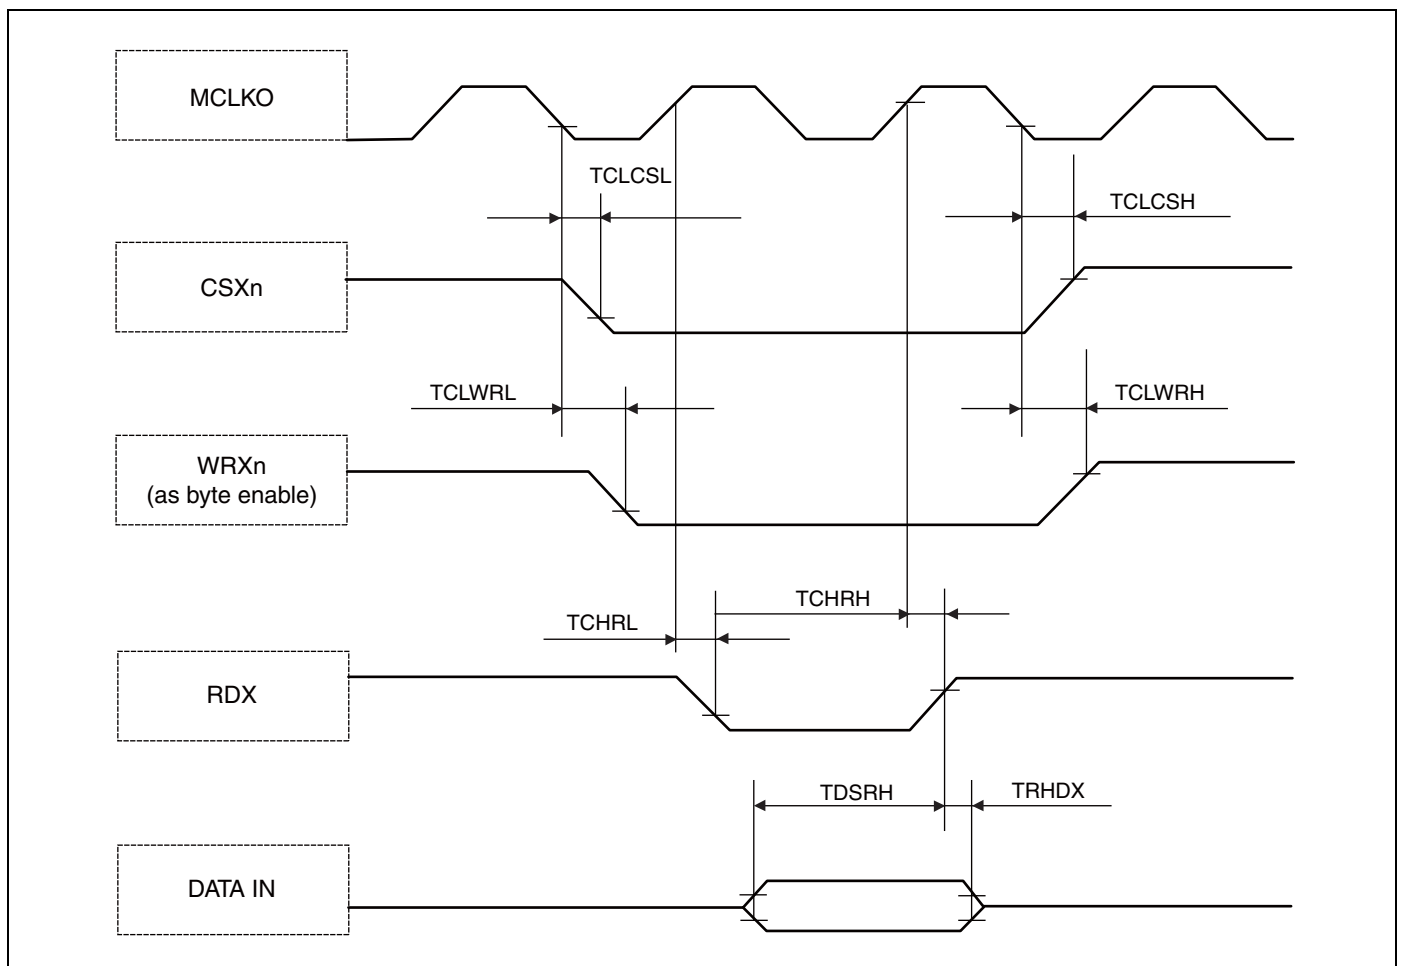 MCLKO
TCLCSL
TCLCSH
CSXn
TCLWRL
TCLWRH
WRXn
(as byte enable)
TCHRH
TCHRL
RDX
TDSRH
TRHDX
DATA IN